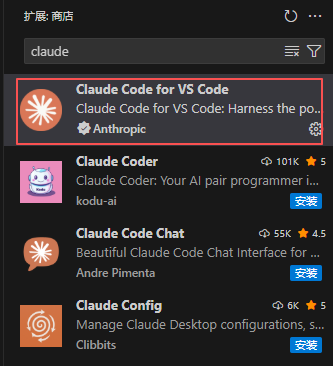 扩展: 商店
claude
Claude Code for VS Code
Claude Code for VS Code: Harness the po...
Anthropic
Claude Coder 101K 5
Claude Coder: Your AI pair programmer i...
kodu-ai 安装
Claude Code Chat 55K 4.5
Beautiful Claude Code Chat Interface for ...
Andre Pimenta 安装
Claude Config 6K 5
Manage Claude Desktop configurations, s...
Clibbits 安装